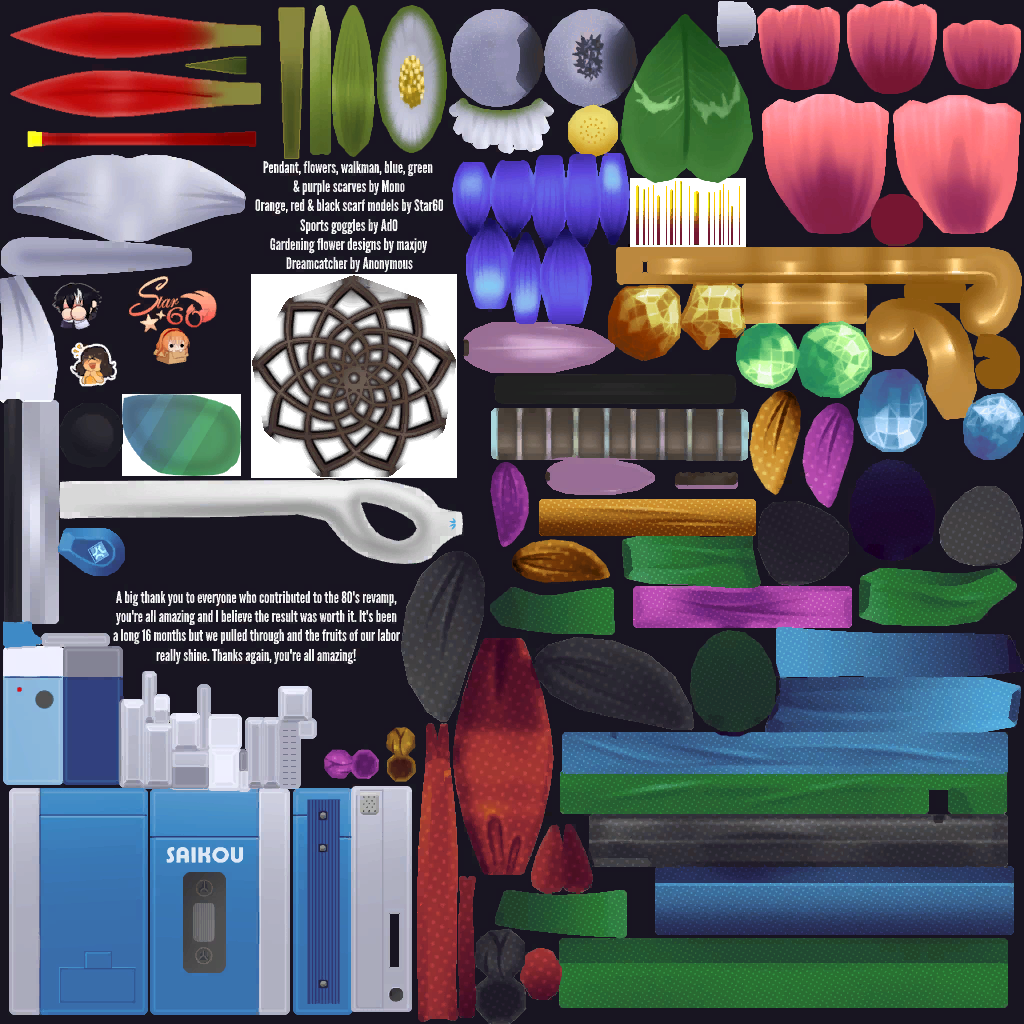 Pendant, flowers, walkman, blue, green
& purple scarves by Mono
Orange, red & black scarf models by Star60
Sports goggles by AdO
Gardening flower designs by maxjoy
Dreamcatcher by Anonymous
Star
60
A big thank you to everyone who contributed to the 80's revamp,
you're all amazing and I believe the result was worth it. It's been
a long 16 months but we pulled through and the fruits of our labor
really shine. Thanks again, you're all amazing!
SAIKOU